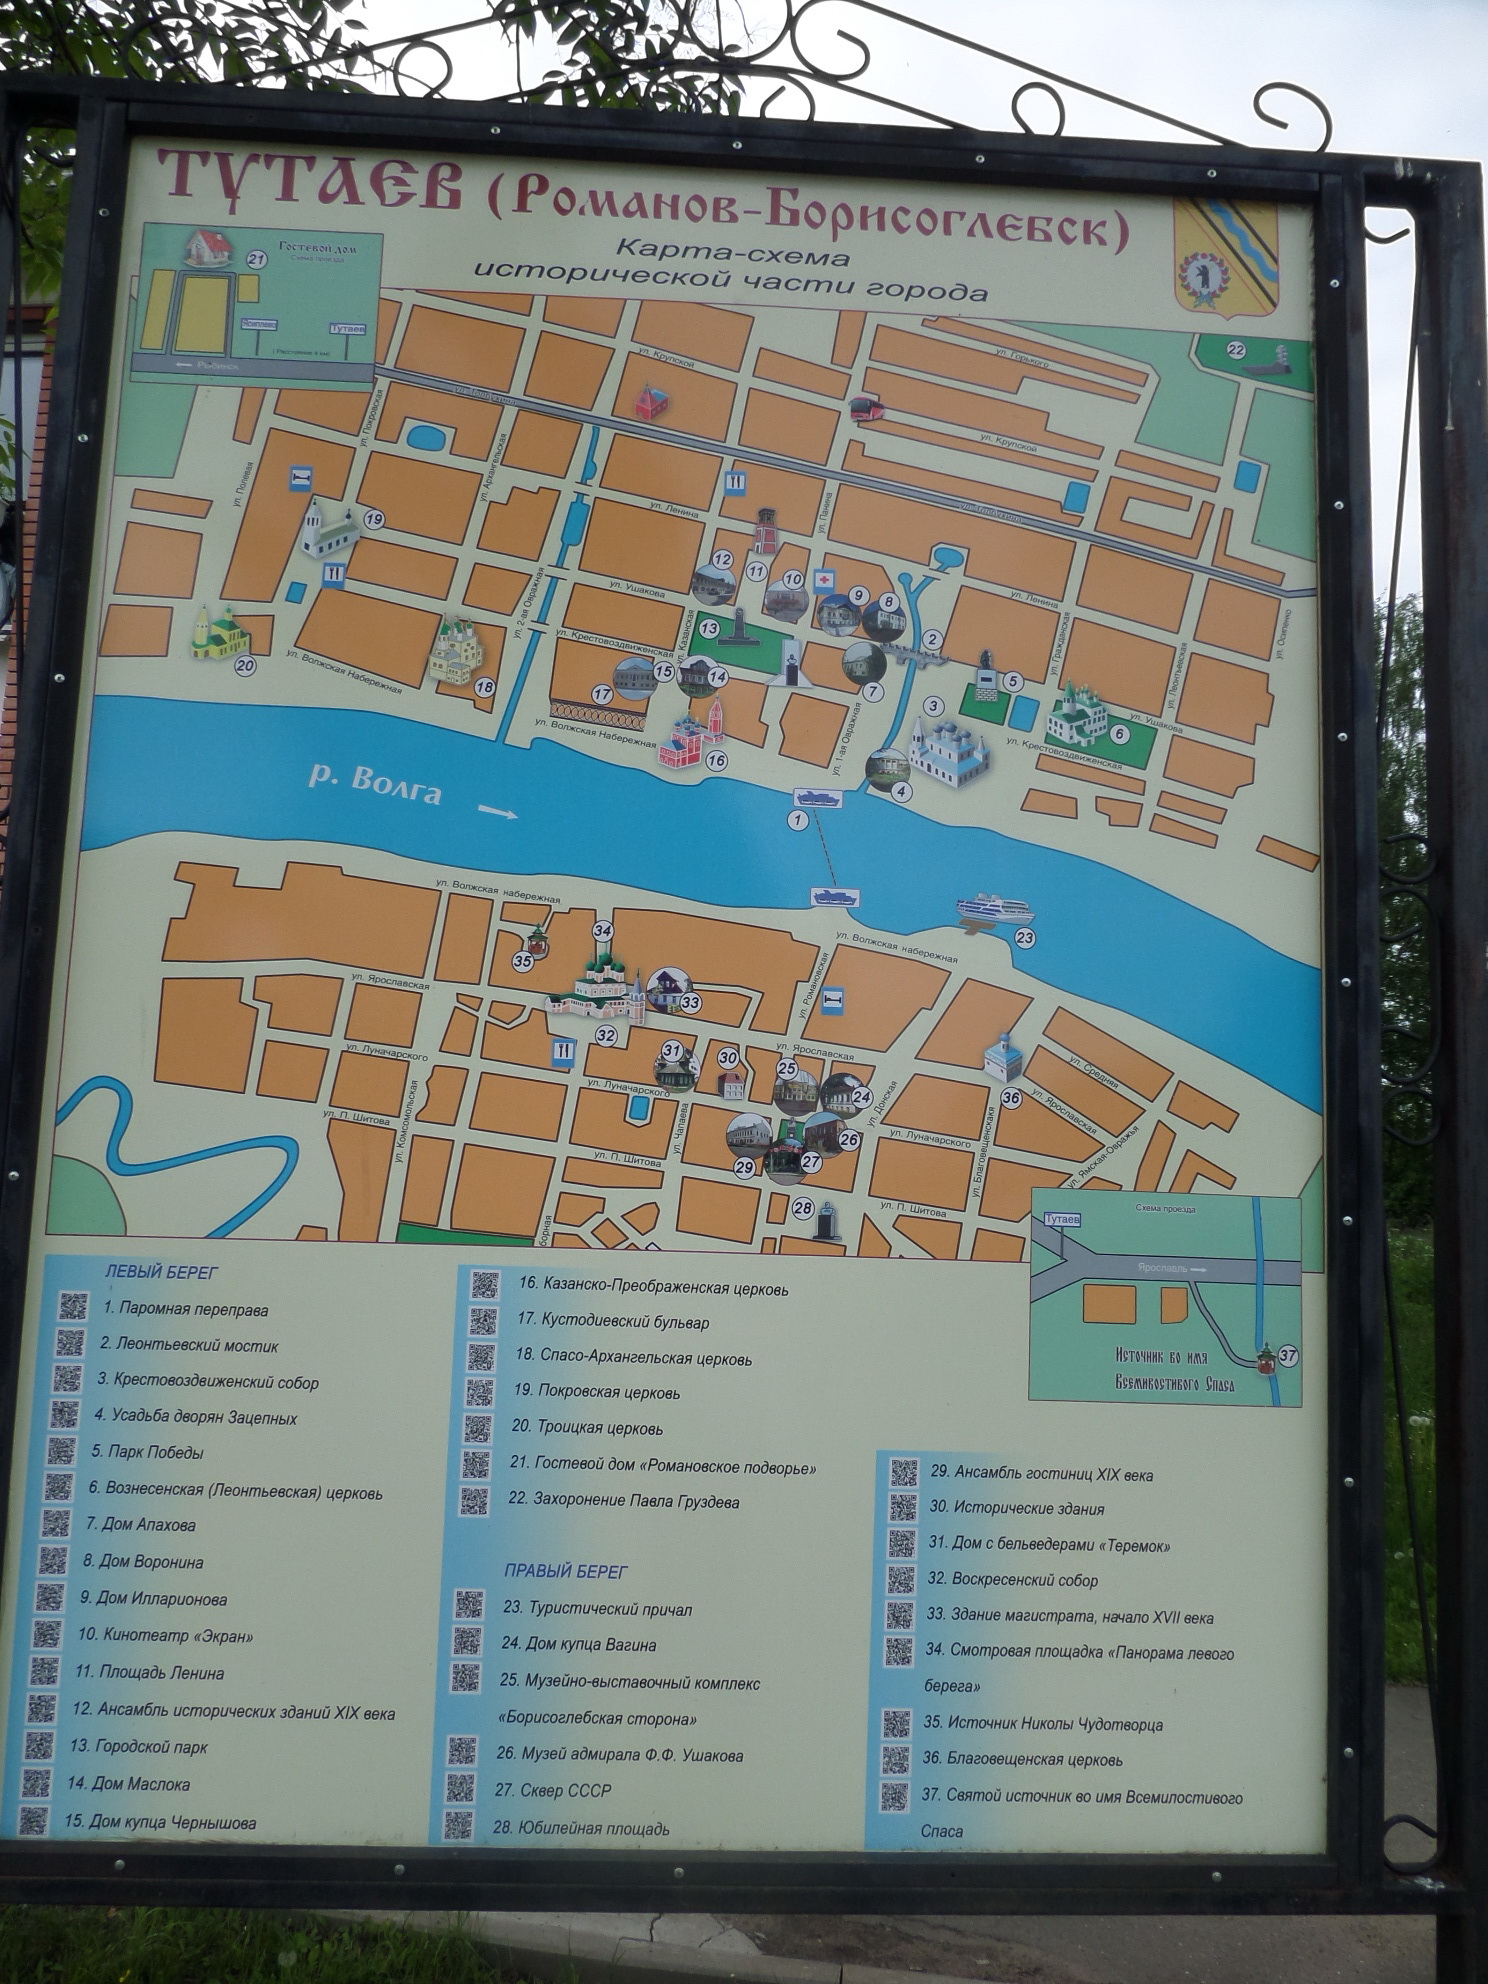 ТУТАЕВ (Романов-Борисоглебск)
Карта-схема
исторической части города
Гостевой дом
Схема проезда
21
Тутаев
← Рыбинск
22
ул. Горького
ул. Крупской
ул. Крупской
ул. Покровская
ул. Архангельская
ул. Полевая
ул. Ленина
ул. Панина
19
12
11
10
9
8
ул. Ушакова
ул. Ленина
ул. 2-ая Овражная
ул. Крестовоздвиженская
ул. Казанская
13
2
ул. Гражданская
ул. Осипенко
ул. Леонтьевская
20
ул. Волжская Набережная
18
17
15
14
7
5
3
6
ул. Ушакова
ул. Волжская Набережная
16
ул. 1-ая Овражная
ул. Крестовоздвиженская
4
р. Волга
1
23
ул. Волжская набережная
34
35
ул. Волжская набережная
ул. Ярославская
33
ул. Романовская
32
ул. Луначарского
31
30
ул. Ярославская
25
24
ул. Средняя
36
ул. Ярославская
ул. Луначарского
ул. Комсомольская
ул. П. Шитова
ул. Чапаева
ул. Донская
ул. Луначарского
ул. Благовещенская
ул. Ямская-Овражья
26
29
27
ул. П. Шитова
28
ул. П. Шитова
борная
Схема проезда
Тутаев
Ярославль →
Источник во имя
Всемивостивого Спаса
37
ЛЕВЫЙ БЕРЕГ
1. Паромная переправа
2. Леонтьевский мостик
3. Крестовоздвиженский собор
4. Усадьба дворян Зацепных
5. Парк Победы
6. Вознесенская (Леонтьевская) церковь
7. Дом Апахова
8. Дом Воронина
9. Дом Илларионова
10. Кинотеатр «Экран»
11. Площадь Ленина
12. Ансамбль исторических зданий XIX века
13. Городской парк
14. Дом Маслока
15. Дом купца Чернышова
16. Казанско-Преображенская церковь
17. Кустодиевский бульвар
18. Спасо-Архангельская церковь
19. Покровская церковь
20. Троицкая церковь
21. Гостевой дом «Романовское подворье»
22. Захоронение Павла Груздева
ПРАВЫЙ БЕРЕГ
23. Туристический причал
24. Дом купца Вагина
25. Музейно-выставочный комплекс
«Борисоглебская сторона»
26. Музей адмирала Ф.Ф. Ушакова
27. Сквер СССР
28. Юбилейная площадь
29. Ансамбль гостиниц XIX века
30. Исторические здания
31. Дом с бельведерами «Теремок»
32. Воскресенский собор
33. Здание магистрата, начало XVII века
34. Смотровая площадка «Панорама левого
берега»
35. Источник Николы Чудотворца
36. Благовещенская церковь
37. Святой источник во имя Всемилостивого
Спаса